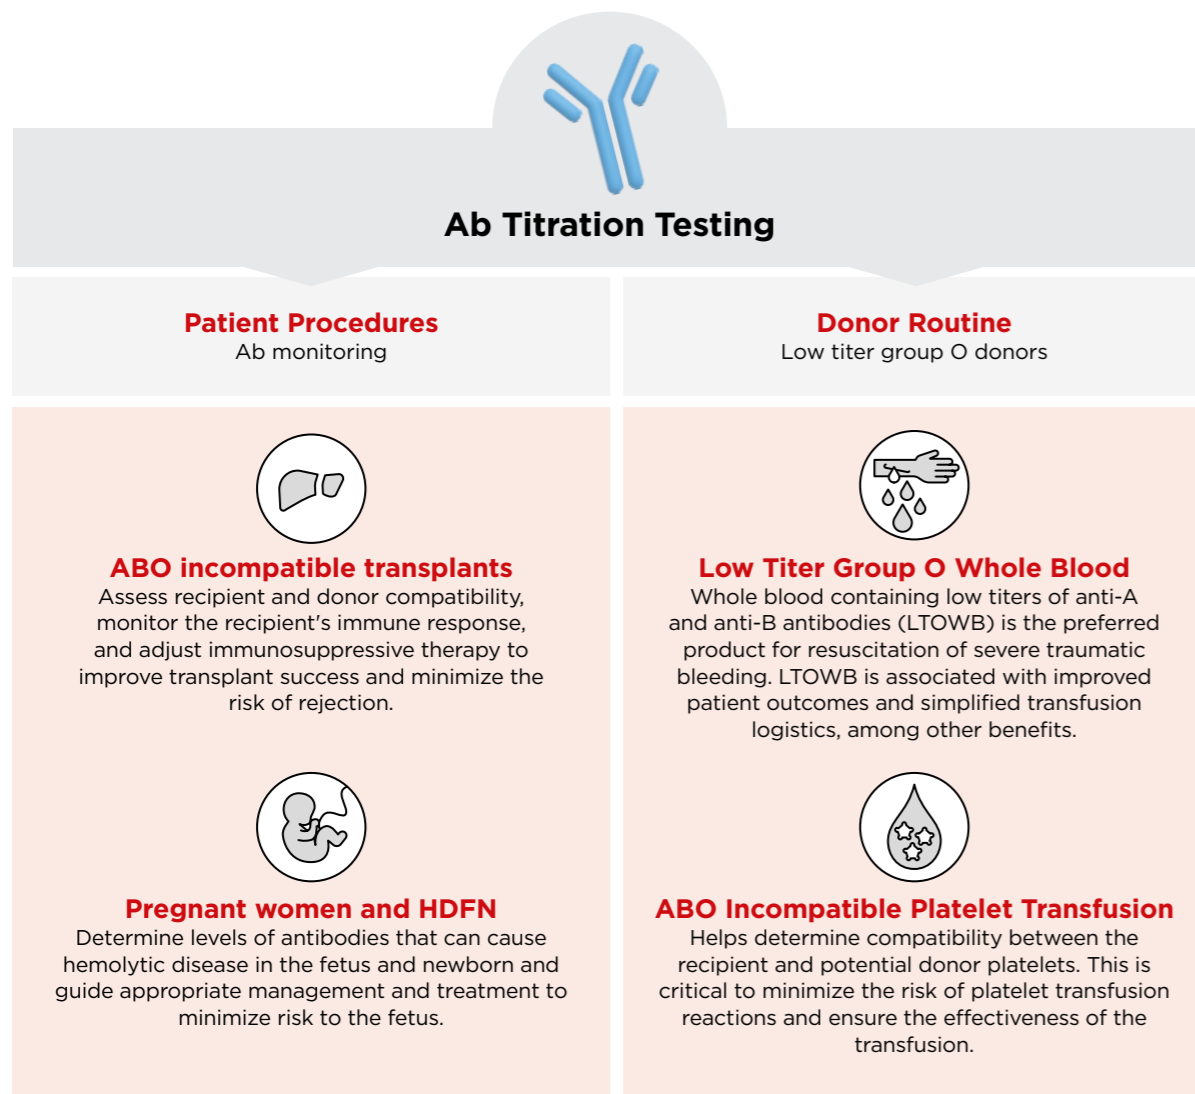 Ab Titration Testing
Patient Procedures
Ab monitoring
ABO incompatible transplants
Assess recipient and donor compatibility,
monitor the recipient's immune response,
and adjust immunosuppressive therapy to
improve transplant success and minimize the
risk of rejection.
Pregnant women and HDFN
Determine levels of antibodies that can cause
hemolytic disease in the fetus and newborn and
guide appropriate management and treatment to
minimize risk to the fetus.
Donor Routine
Low titer group O donors
Low Titer Group O Whole Blood
Whole blood containing low titers of anti-A
and anti-B antibodies (LTOWB) is the preferred
product for resuscitation of severe traumatic
bleeding. LTOWB is associated with improved
patient outcomes and simplified transfusion
logistics, among other benefits.
ABO Incompatible Platelet Transfusion
Helps determine compatibility between the
recipient and potential donor platelets. This is
critical to minimize the risk of platelet transfusion
reactions and ensure the effectiveness of the
transfusion.